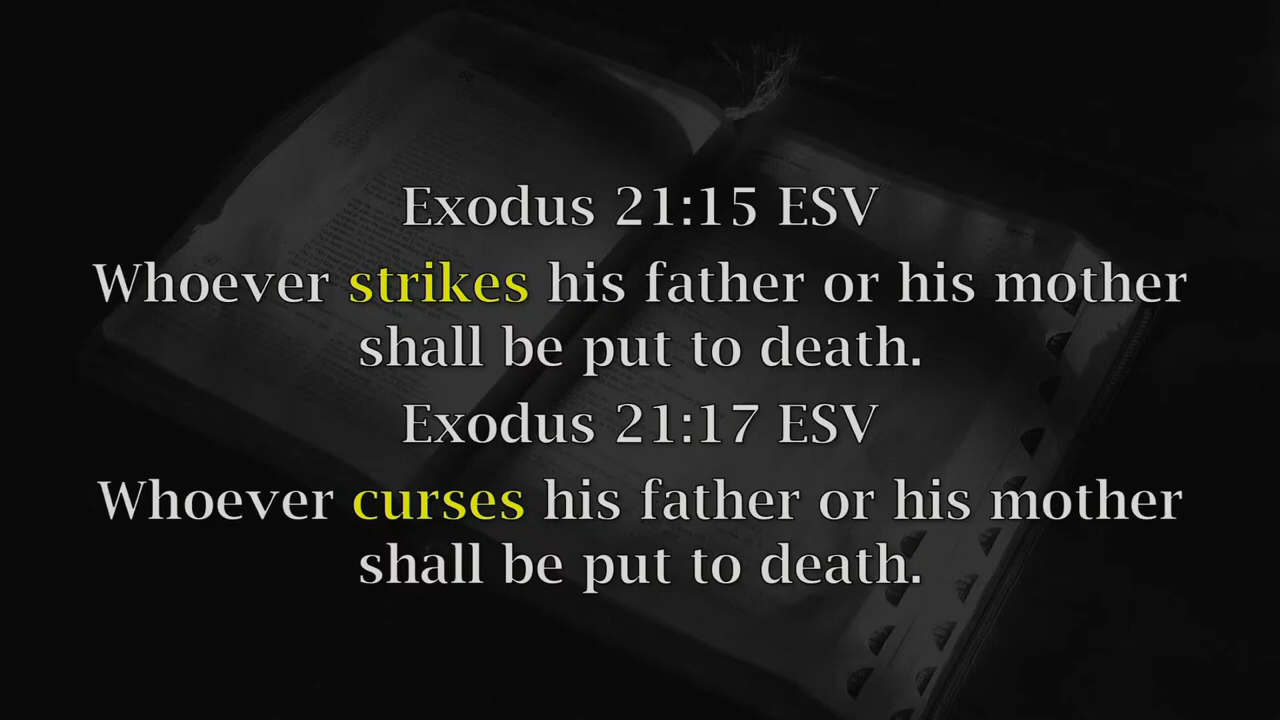 Exodus 21:15 ESV
Whoever strikes his father or his mother
shall be put to death.
Exodus 21:17 ESV
Whoever curses his father or his mother
shall be put to death.